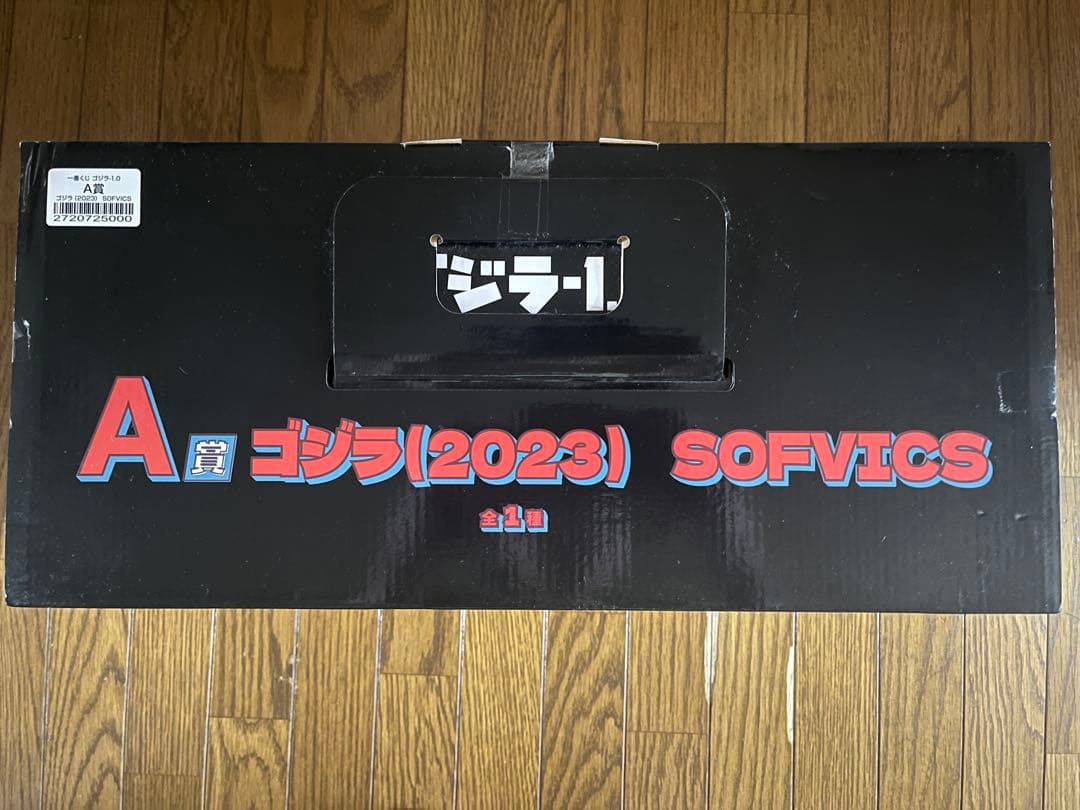 一番くじ ゴジラ-1.0
A賞
ゴジラ (2023) SOFVICS
2720725000
ジラ-1.
A賞 ゴジラ(2023) SOFVICS
全1種